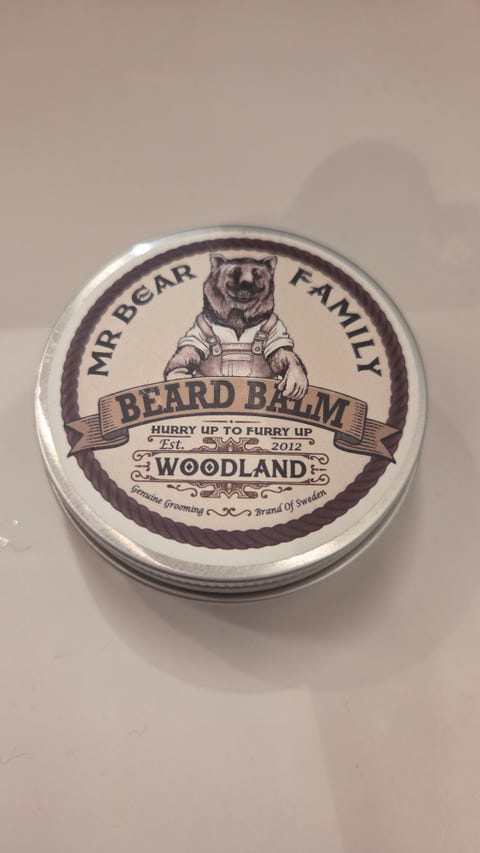 MR BEAR FAMILY
BEARD BALM
HURRY UP TO FURRY UP
Est. 2012
WOODLAND
Genuine Grooming Brand Of Sweden